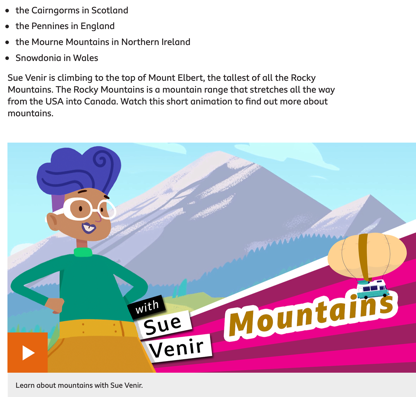 the Cairngorms in Scotland
the Pennines in England
the Mourne Mountains in Northern Ireland
Snowdonia in Wales
Sue Venir is climbing to the top of Mount Elbert, the tallest of all the Rocky
Mountains. The Rocky Mountains is a mountain range that stretches all the way
from the USA into Canada. Watch this short animation to find out more about
mountains.
with
Sue
Venir
Mountains
Learn about mountains with Sue Venir.